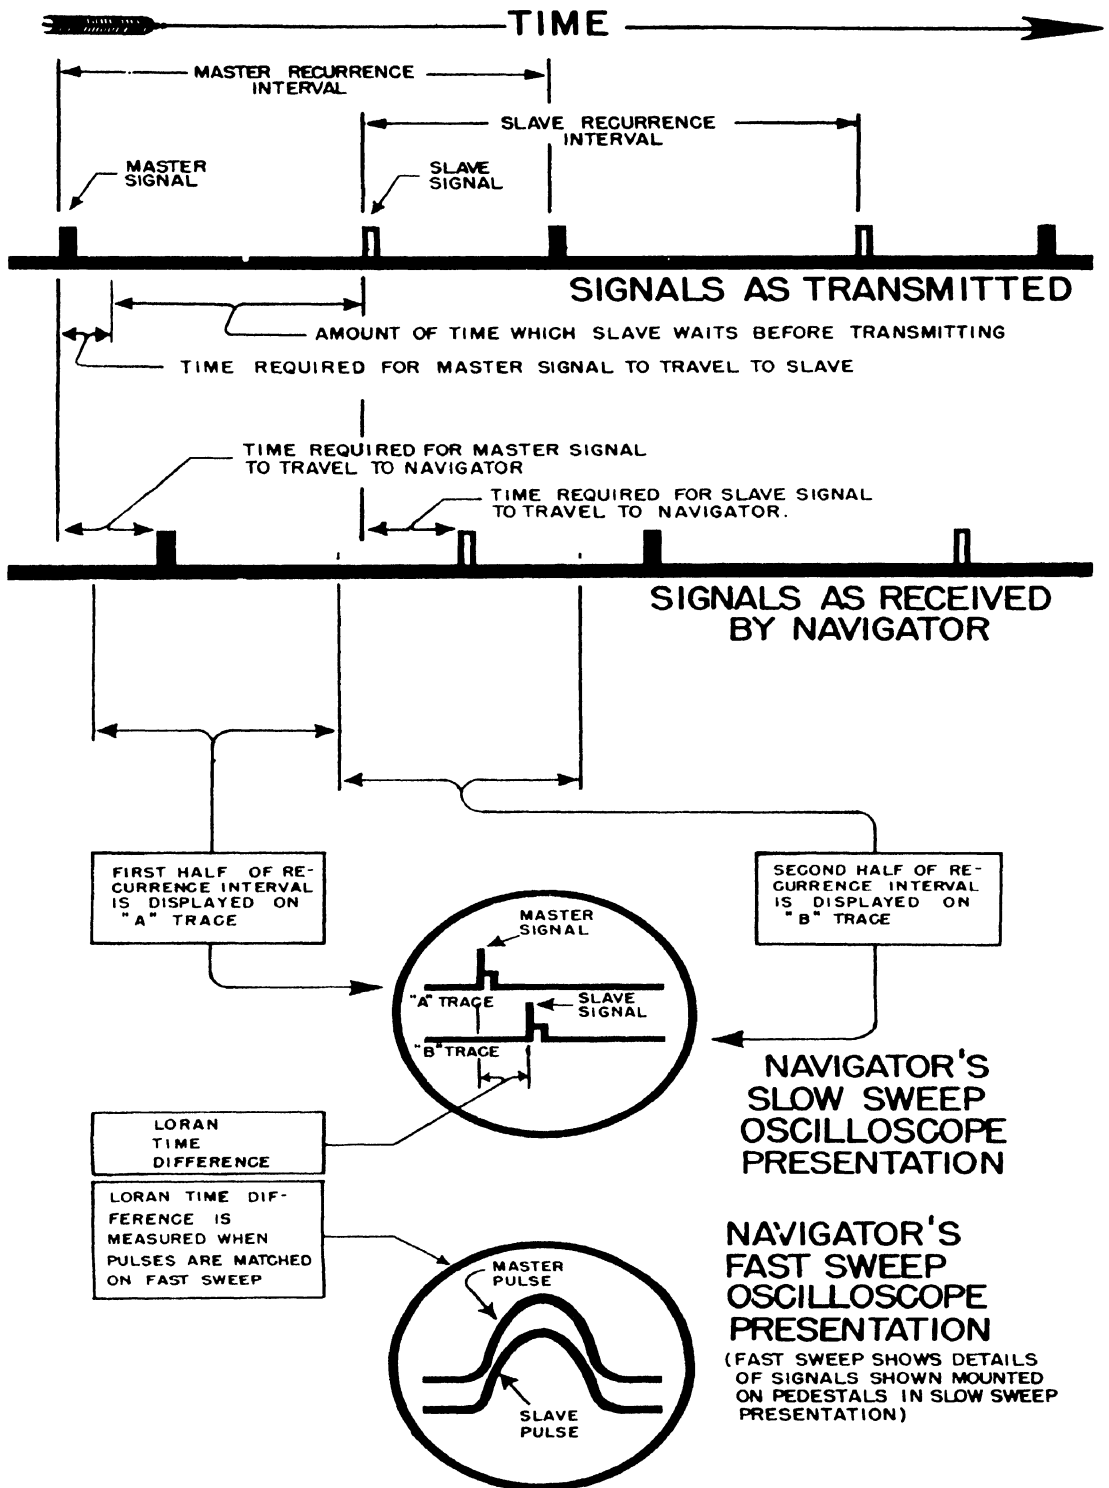 TIME
MASTER RECURRENCE
INTERVAL
SLAVE RECURRENCE
INTERVAL
MASTER
SIGNAL
SLAVE
SIGNAL
SIGNALS AS TRANSMITTED
AMOUNT OF TIME WHICH SLAVE WAITS BEFORE TRANSMITTING
TIME REQUIRED FOR MASTER SIGNAL TO TRAVEL TO SLAVE
TIME REQUIRED FOR MASTER SIGNAL
TO TRAVEL TO NAVIGATOR
TIME REQUIRED FOR SLAVE SIGNAL
TO TRAVEL TO NAVIGATOR.
SIGNALS AS RECEIVED
BY NAVIGATOR
FIRST HALF OF RE-
CURRENCE INTERVAL
IS DISPLAYED ON
"A" TRACE
SECOND HALF OF RE-
CURRENCE INTERVAL
IS DISPLAYED ON
"B" TRACE
MASTER
SIGNAL
"A" TRACE
SLAVE
SIGNAL
"B" TRACE
NAVIGATOR'S
SLOW SWEEP
OSCILLOSCOPE
PRESENTATION
LORAN
TIME
DIFFERENCE
LORAN TIME DIF-
FERENCE IS
MEASURED WHEN
PULSES ARE MATCHED
ON FAST SWEEP
MASTER
PULSE
SLAVE
PULSE
NAVIGATOR'S
FAST SWEEP
OSCILLOSCOPE
PRESENTATION
(FAST SWEEP SHOWS DETAILS
OF SIGNALS SHOWN MOUNTED
ON PEDESTALS IN SLOW SWEEP
PRESENTATION)